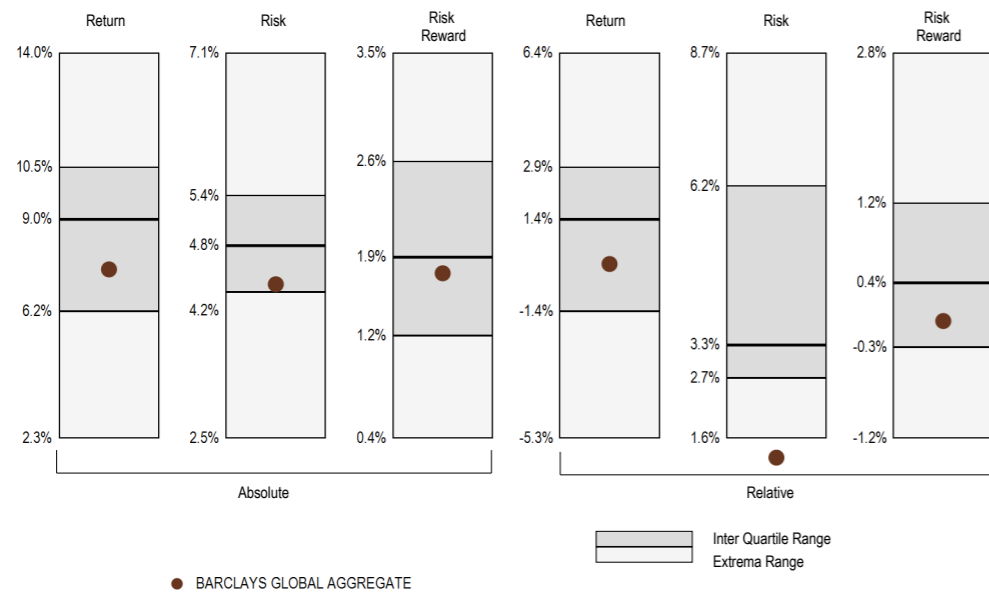 Return
14.0%
10.5%
9.0%
6.2%
2.3%
Risk
7.1%
5.4%
4.8%
4.2%
2.5%
Risk
Reward
3.5%
2.6%
1.9%
1.2%
0.4%
Absolute
Return
6.4%
2.9%
1.4%
-1.4%
-5.3%
Risk
8.7%
6.2%
3.3%
2.7%
1.6%
Risk
Reward
2.8%
1.2%
0.4%
-0.3%
-1.2%
Relative
Inter Quartile Range
Extrema Range
BARCLAYS GLOBAL AGGREGATE